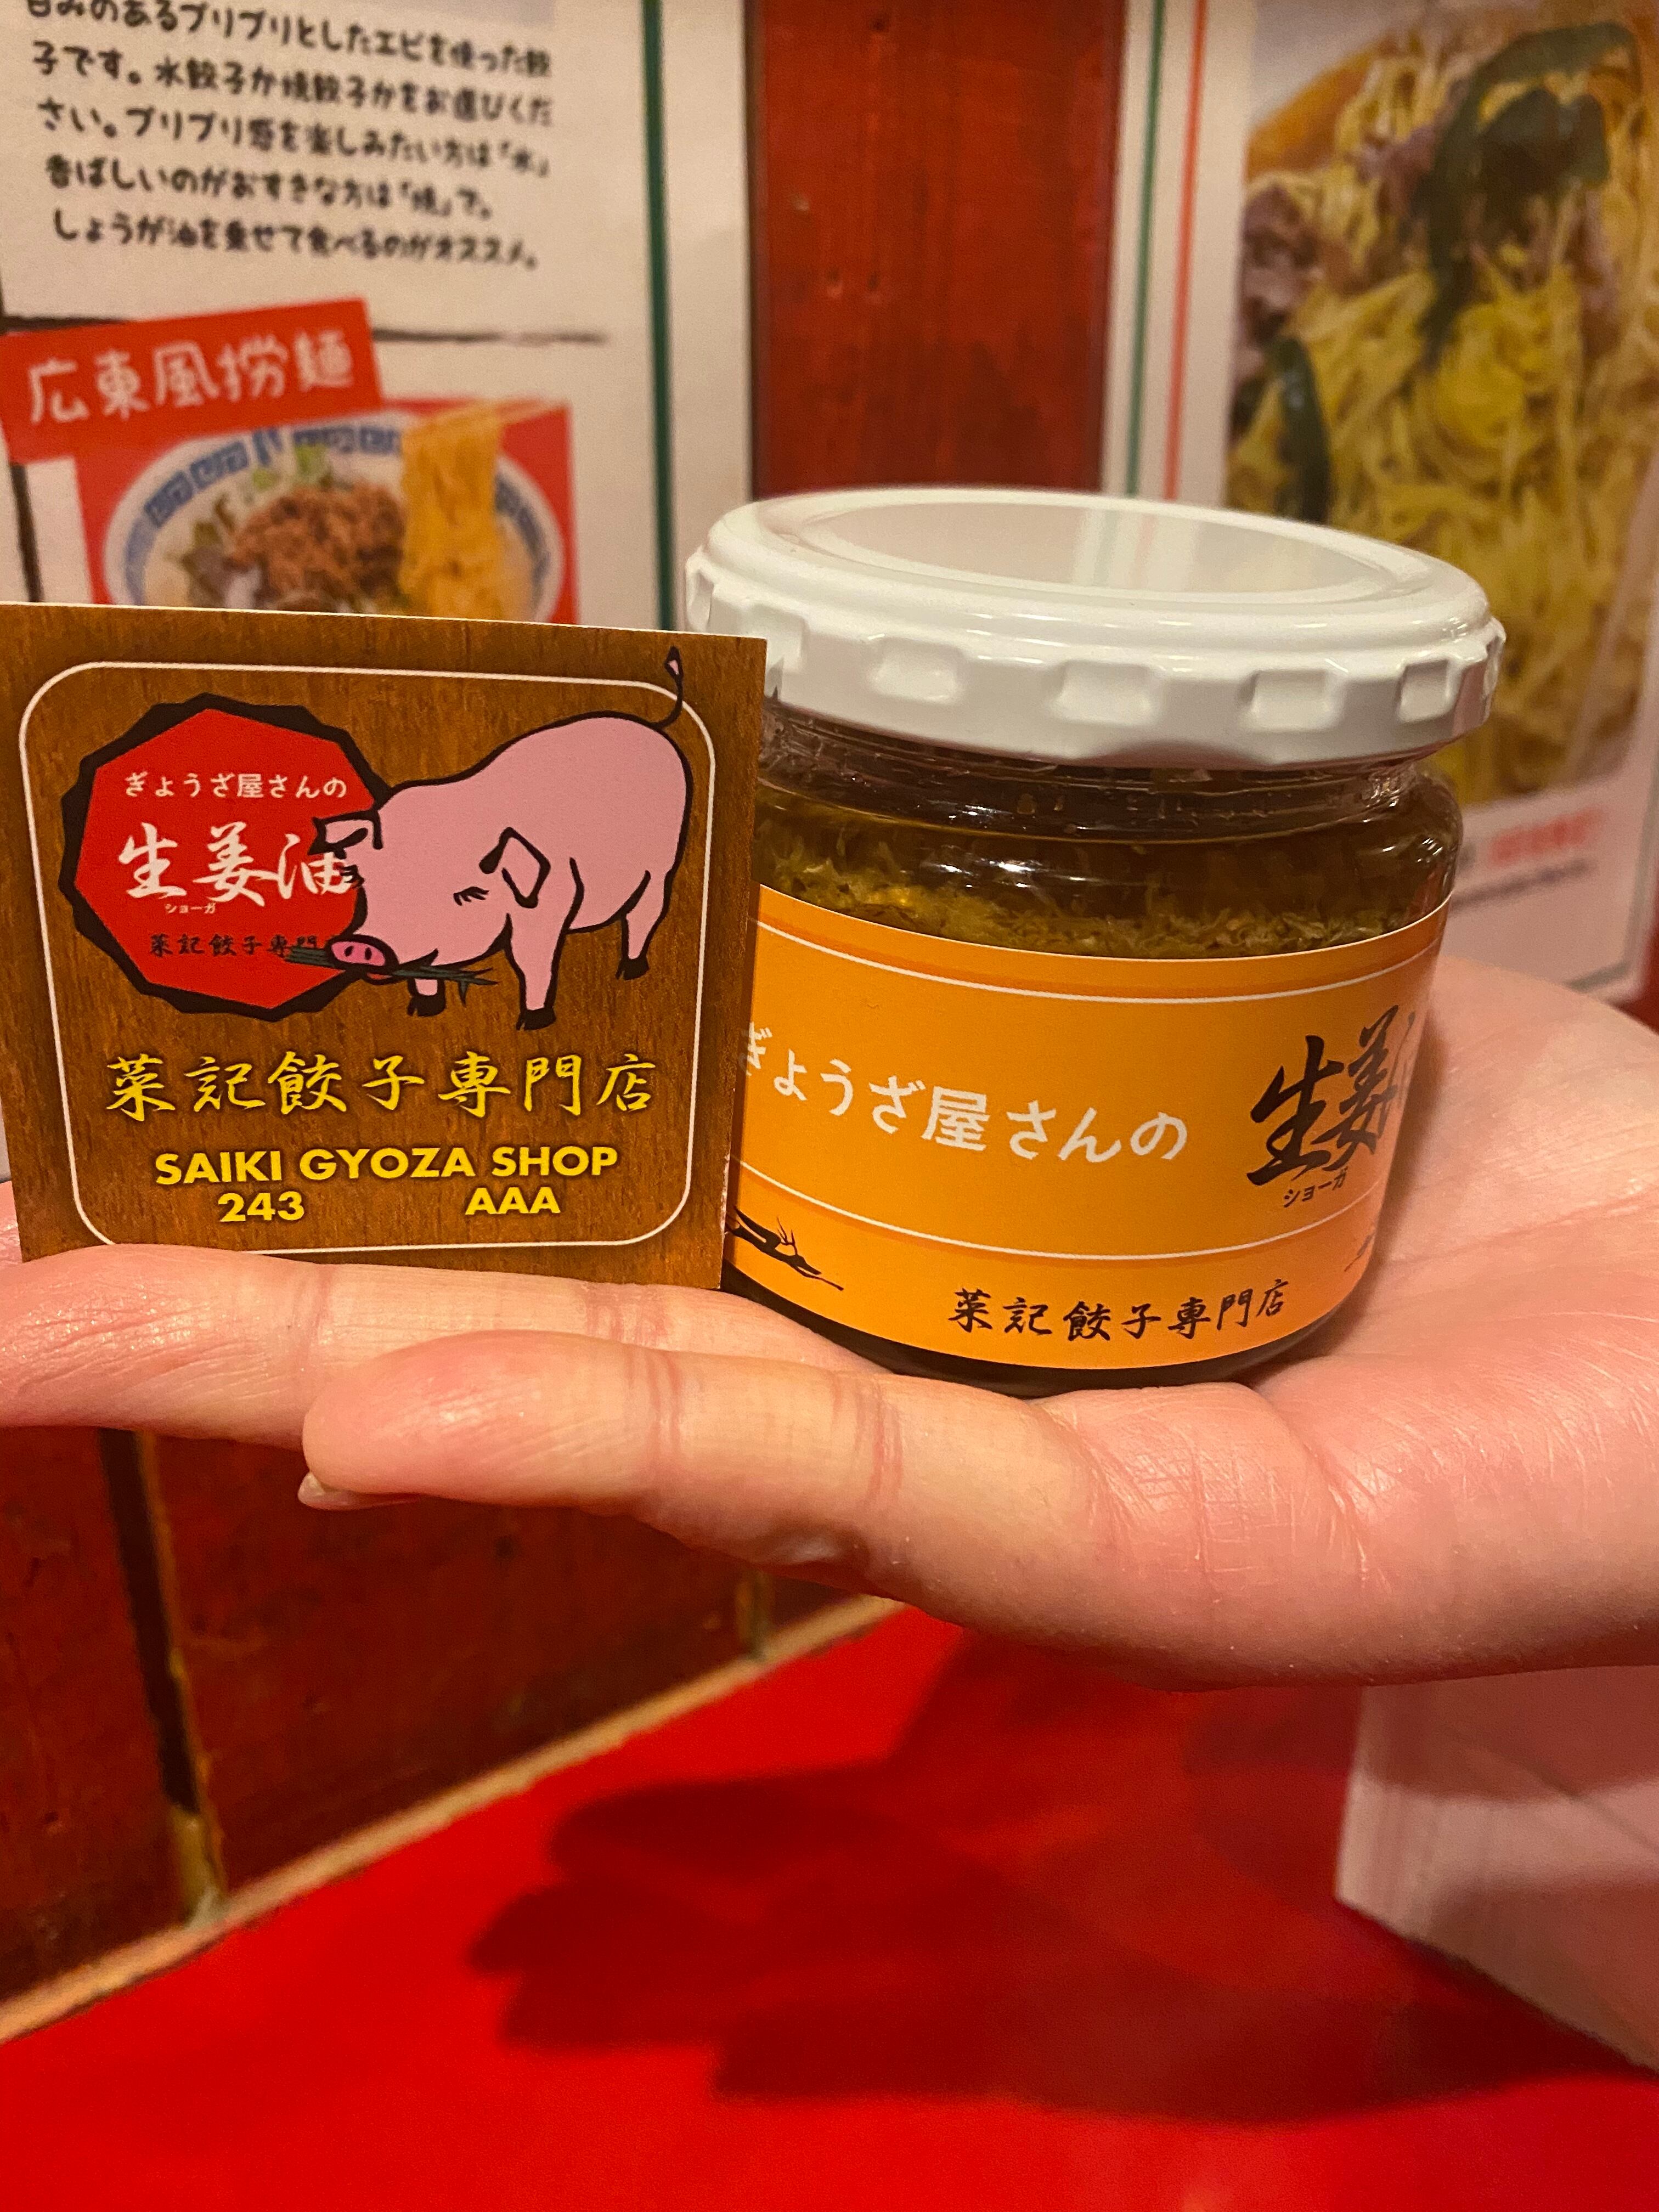 甘みのあるプリプリとしたエビを使った餃
子です。水餃子か焼餃子かをお選びくだ
さい。プリプリ感を楽しみたい方は「水」
香ばしいのがおすきな方は「焼」で。
しょうが油を乗せて食べるのがオススメ。
広東風撈麺
ぎょうざ屋さんの
生姜油
ショーガ
菜記餃子専門
菜記餃子専門店
SAIKI GYOZA SHOP
243 AAA
ぎょうざ屋さんの
生姜
ショーガ
菜記餃子専門店